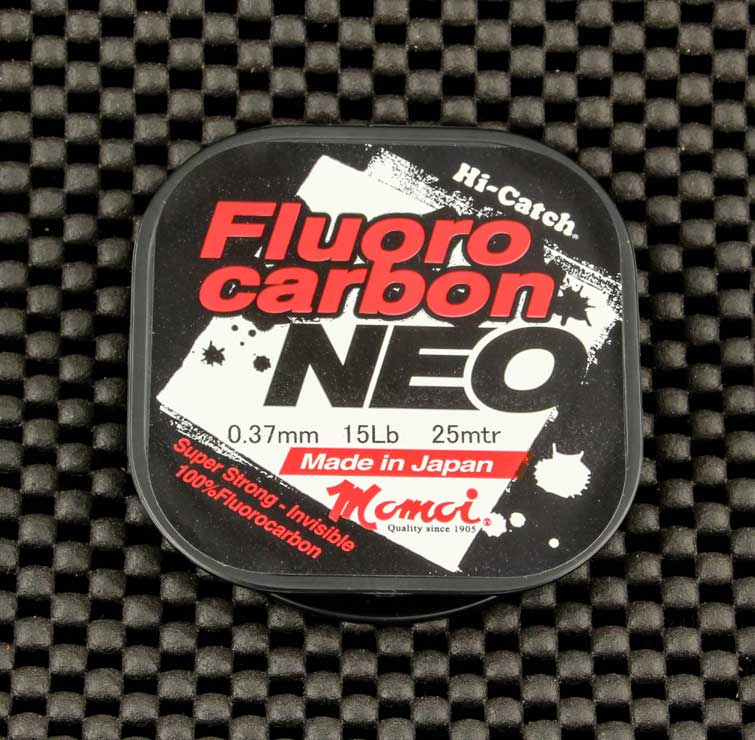 Hi-Catch®
Fluoro
carbon
NEO
0.37mm 15Lb 25mtr
Made in Japan
Super Strong - Invisible
100%Fluorocarbon
Momoi®
Quality since 1905